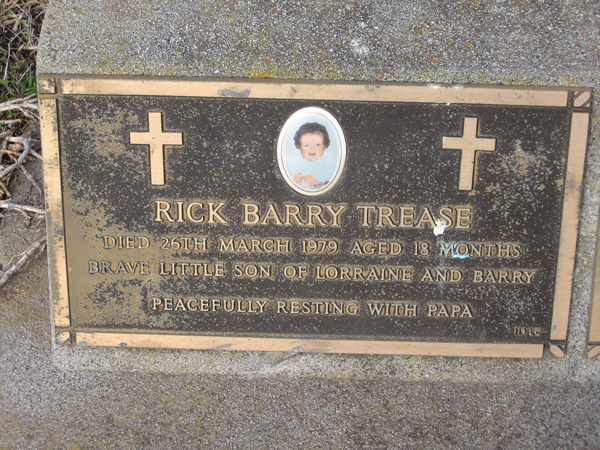 RICK BARRY TREASE
DIED 26TH MARCH 1979 AGED 18 MONTHS
BRAVE LITTLE SON OF LORRAINE AND BARRY
PEACEFULLY RESTING WITH PAPA